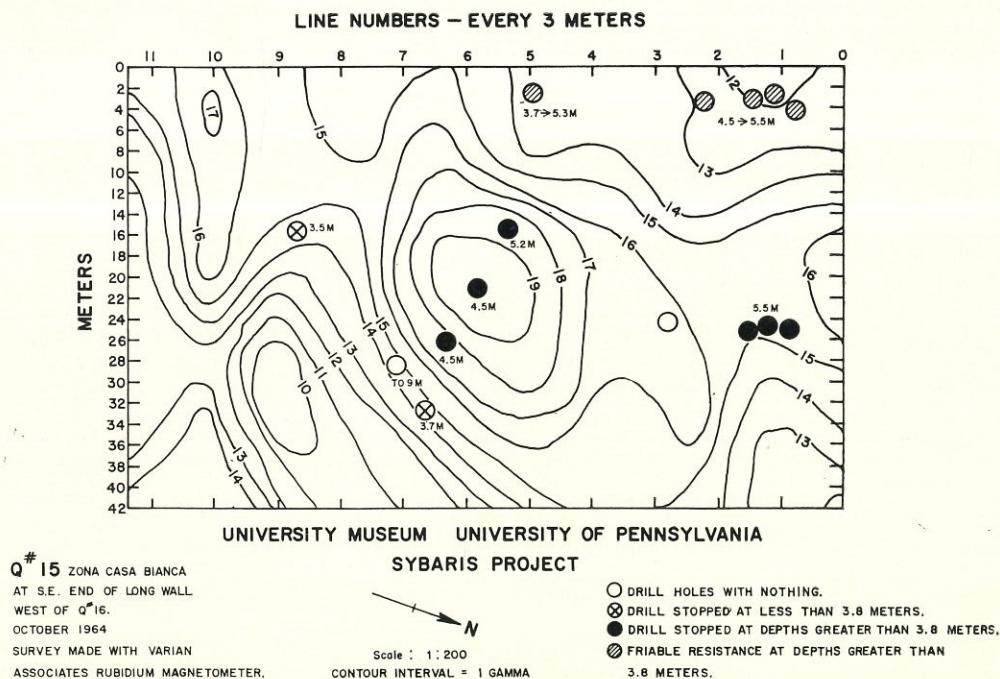 LINE NUMBERS — EVERY 3 METERS
11 10 9 8 7 6 5 4 3 2 1 0
METERS
0
2
4
6
8
10
12
14
16
18
20
22
24
26
28
30
32
34
36
38
40
42
17
15
12
3.7→5.3M
4.5→5.5M
13
14
15
16
16
3.5M
5.2M
17
18
19
16
4.5M
5.5M
15
14
13
12
11
10
4.5M
TO 9M
3.7M
15
14
13
13
14
UNIVERSITY MUSEUM UNIVERSITY OF PENNSYLVANIA
SYBARIS PROJECT
Q#15 ZONA CASA BIANCA
AT S.E. END OF LONG WALL
WEST OF Q#16.
OCTOBER 1964
SURVEY MADE WITH VARIAN
ASSOCIATES RUBIDIUM MAGNETOMETER.
N
Scale : 1:200
CONTOUR INTERVAL = 1 GAMMA
DRILL HOLES WITH NOTHING.
DRILL STOPPED AT LESS THAN 3.8 METERS.
DRILL STOPPED AT DEPTHS GREATER THAN 3.8 METERS.
FRIABLE RESISTANCE AT DEPTHS GREATER THAN
3.8 METERS.